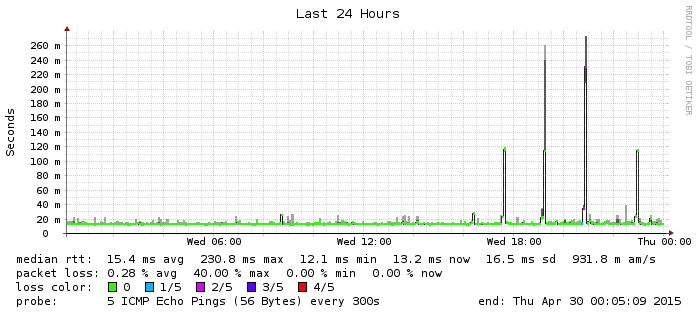 Last 24 Hours
RRDTOOL / TOBI OETIKER
Seconds
260 m
240 m
220 m
200 m
180 m
160 m
140 m
120 m
100 m
80 m
60 m
40 m
20 m
0
Wed 06:00 Wed 12:00 Wed 18:00 Thu 00:00
median rtt: 15.4 ms avg 230.8 ms max 12.1 ms min 13.2 ms now 16.5 ms sd 931.8 m am/s
packet loss: 0.28 % avg 40.00 % max 0.00 % min 0.00 % now
loss color: 0 1/5 2/5 3/5 4/5
probe: 5 ICMP Echo Pings (56 Bytes) every 300s end: Thu Apr 30 00:05:09 2015